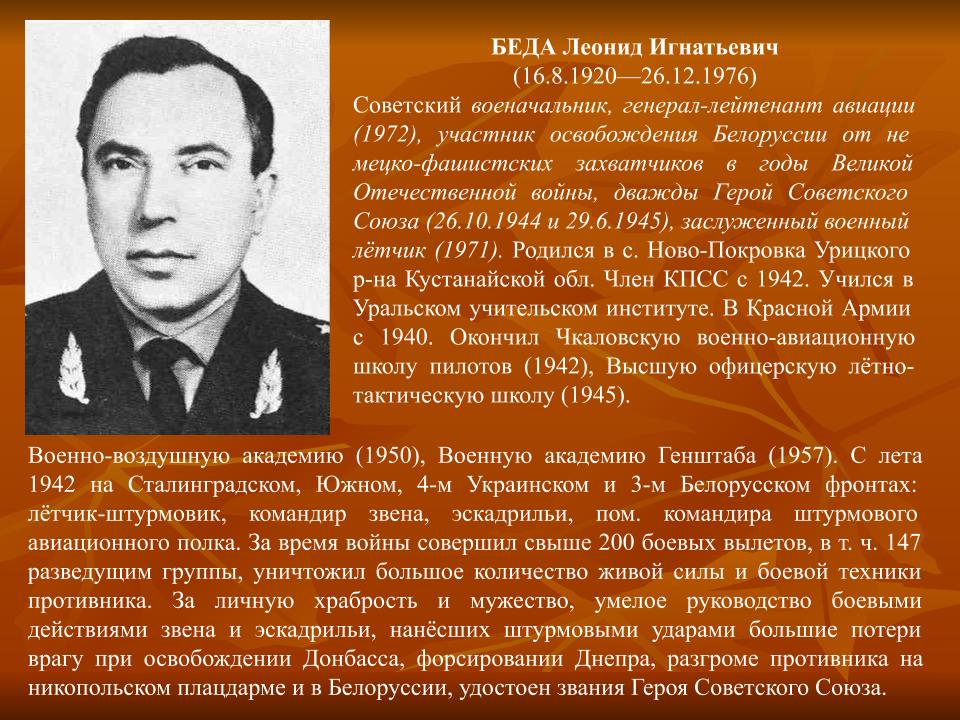 БЕДА Леонид Игнатьевич
(16.8.1920—26.12.1976)
Советский военачальник, генерал-лейтенант авиации
(1972), участник освобождения Белоруссии от не
мецко-фашистских захватчиков в годы Великой
Отечественной войны, дважды Герой Советского
Союза (26.10.1944 и 29.6.1945), заслуженный военный
лётчик (1971). Родился в с. Ново-Покровка Урицкого
р-на Кустанайской обл. Член КПСС с 1942. Учился в
Уральском учительском институте. В Красной Армии
с 1940. Окончил Чкаловскую военно-авиационную
школу пилотов (1942), Высшую офицерскую лётно-
тактическую школу (1945).
Военно-воздушную академию (1950), Военную академию Генштаба (1957). С лета
1942 на Сталинградском, Южном, 4-м Украинском и 3-м Белорусском фронтах:
лётчик-штурмовик, командир звена, эскадрильи, пом. командира штурмового
авиационного полка. За время войны совершил свыше 200 боевых вылетов, в т. ч. 147
разведущим группы, уничтожил большое количество живой силы и боевой техники
противника. За личную храбрость и мужество, умелое руководство боевыми
действиями звена и эскадрильи, нанёсших штурмовыми ударами большие потери
врагу при освобождении Донбасса, форсировании Днепра, разгроме противника на
никопольском плацдарме и в Белоруссии, удостоен звания Героя Советского Союза.